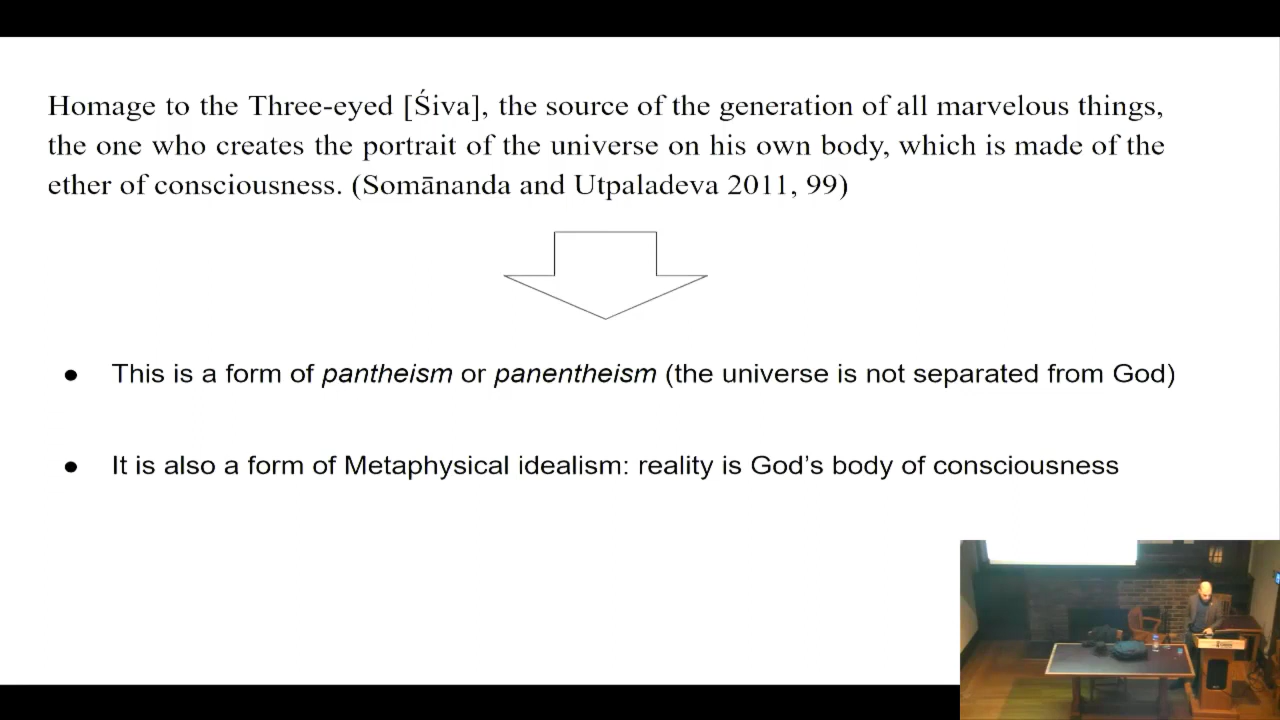 Homage to the Three-eyed [Śiva], the source of the generation of all marvelous things,
the one who creates the portrait of the universe on his own body, which is made of the
ether of consciousness. (Somānanda and Utpaladeva 2011, 99)
● This is a form of pantheism or panentheism (the universe is not separated from God)
● It is also a form of Metaphysical idealism: reality is God's body of consciousness